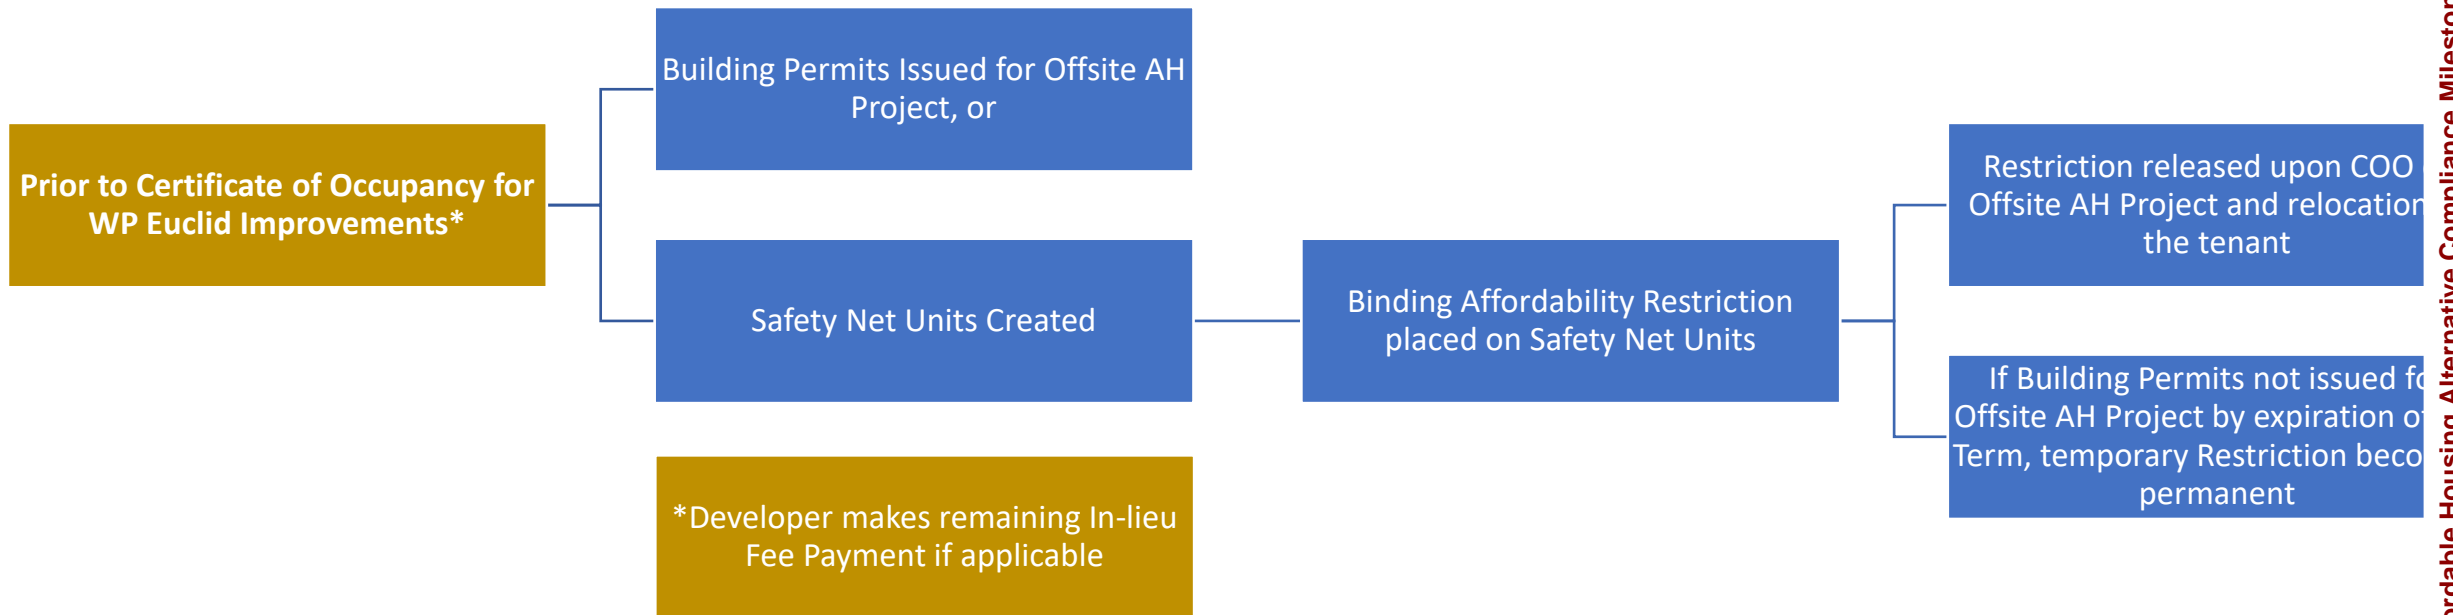 Building Permits Issued for Offsite AH
Project, or
Prior to Certificate of Occupancy for
WP Euclid Improvements*
Safety Net Units Created
Binding Affordability Restriction
placed on Safety Net Units
Restriction released upon COO
Offsite AH Project and relocation
the tenant
If Building Permits not issued
Offsite AH Project by expiration
Term, temporary Restriction
permanent
*Developer makes remaining In-lieu
Fee Payment if applicable
Housing Alternative Compliance